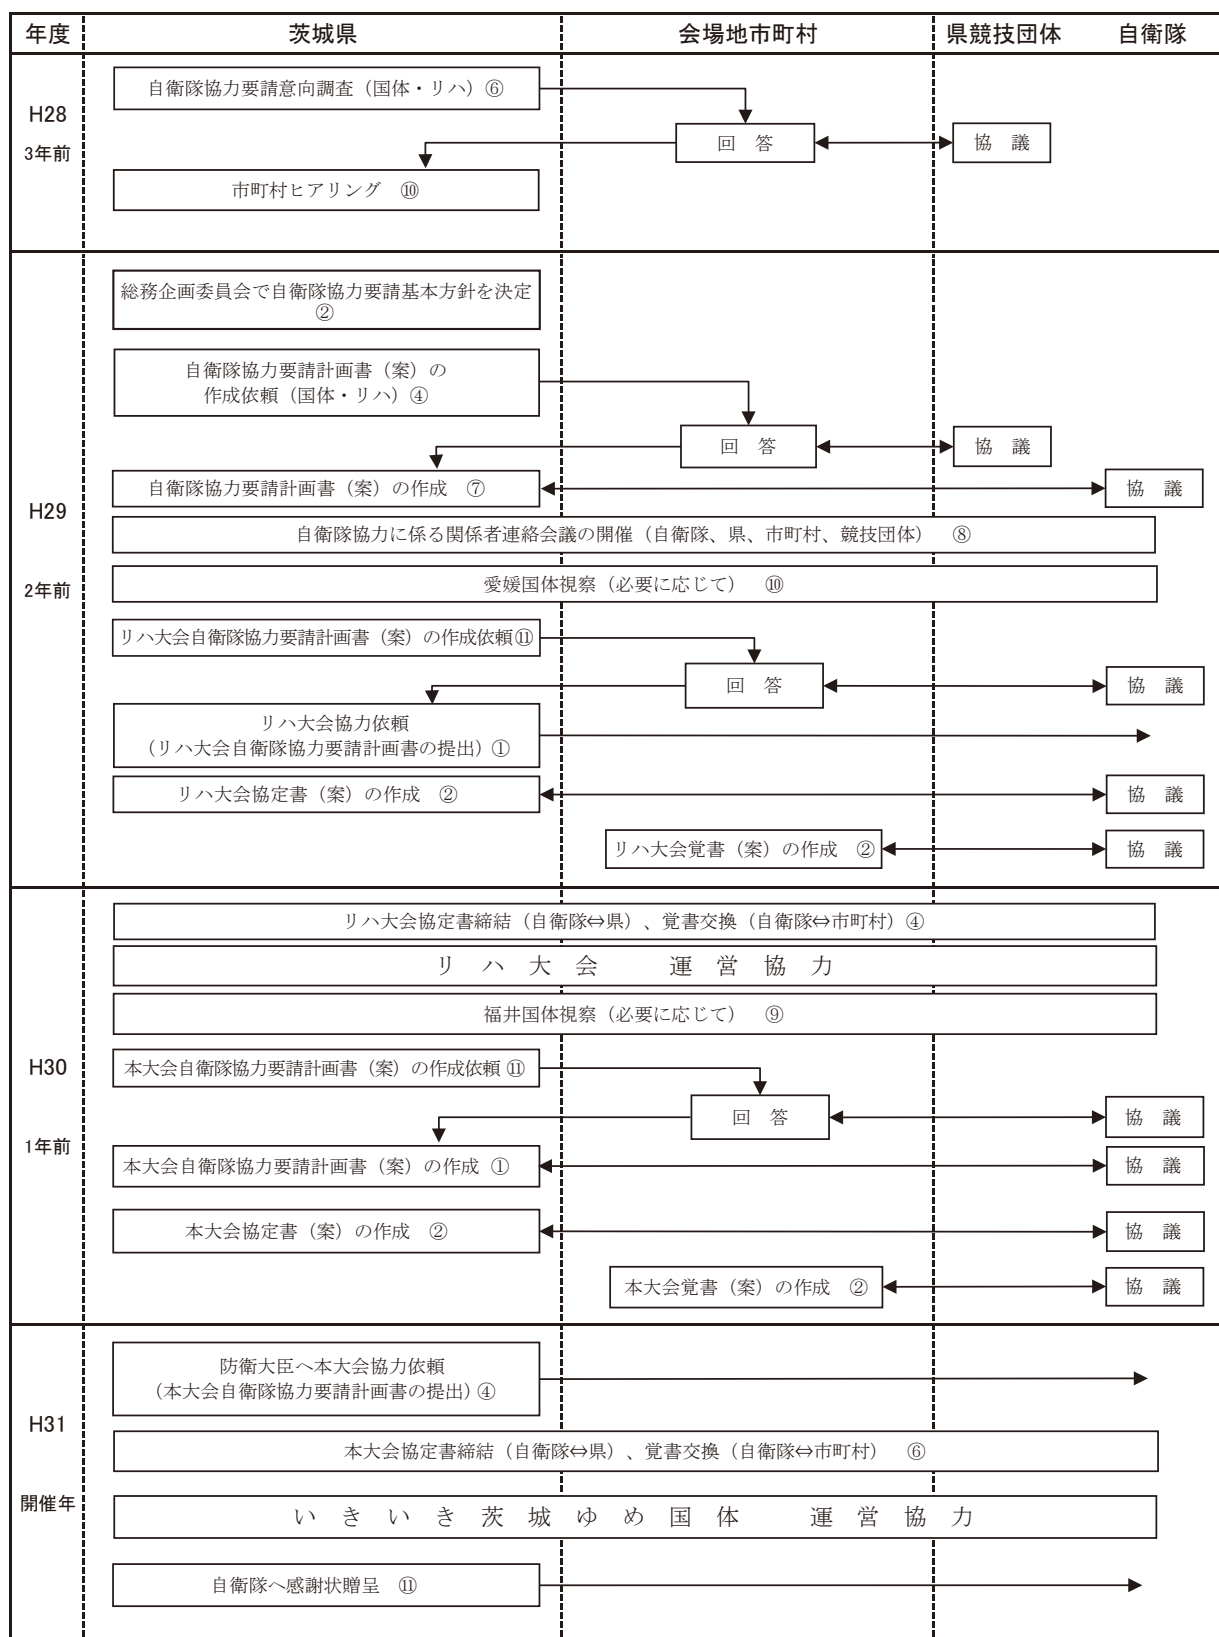 年度 茨城県 会場地市町村 県競技団体 自衛隊
H28
3年前
自衛隊協力要請意向調査（国体・リハ）⑥
回　答
協　議
市町村ヒアリング　⑩
H29
2年前
総務企画委員会で自衛隊協力要請基本方針を決定
②
自衛隊協力要請計画書（案）の
作成依頼（国体・リハ）④
回　答
協　議
自衛隊協力要請計画書（案）の作成　⑦
協　議
自衛隊協力に係る関係者連絡会議の開催（自衛隊、県、市町村、競技団体）　⑧
愛媛国体視察（必要に応じて）　⑩
リハ大会自衛隊協力要請計画書（案）の作成依頼⑪
回　答
協　議
リハ大会協力依頼
（リハ大会自衛隊協力要請計画書の提出）①
リハ大会協定書（案）の作成　②
協　議
リハ大会覚書（案）の作成　②
協　議
H30
1年前
リハ大会協定書締結（自衛隊⇔県）、覚書交換（自衛隊⇔市町村）④
リ　ハ　大　会　　　運　営　協　力
福井国体視察（必要に応じて）　⑨
本大会自衛隊協力要請計画書（案）の作成依頼 ⑪
回　答
協　議
本大会自衛隊協力要請計画書（案）の作成 ①
協　議
本大会協定書（案）の作成　②
協　議
本大会覚書（案）の作成　②
協　議
H31
開催年
防衛大臣へ本大会協力依頼
（本大会自衛隊協力要請計画書の提出）④
本大会協定書締結（自衛隊⇔県）、覚書交換（自衛隊⇔市町村）　⑥
い　き　い　き　茨　城　ゆ　め　国　体　　　運　営　協　力
自衛隊へ感謝状贈呈　⑪